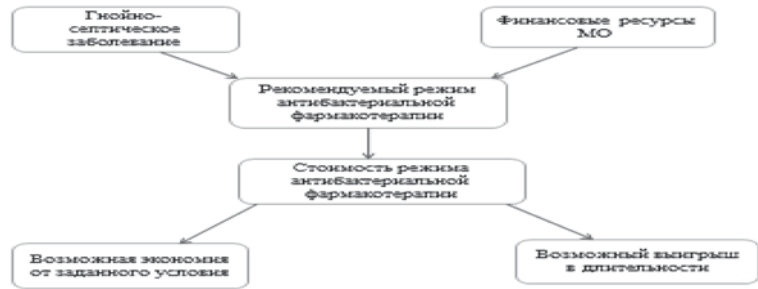 Гнойно-
септическое
заболевание
Финансовые ресурсы
МО
Рекомендуемый режим
антибактериальной
фармакотерапии
Стоимость режима
антибактериальной
фармакотерапии
Возможная экономия
от заданного условия
Возможный выигрыш
в длительности